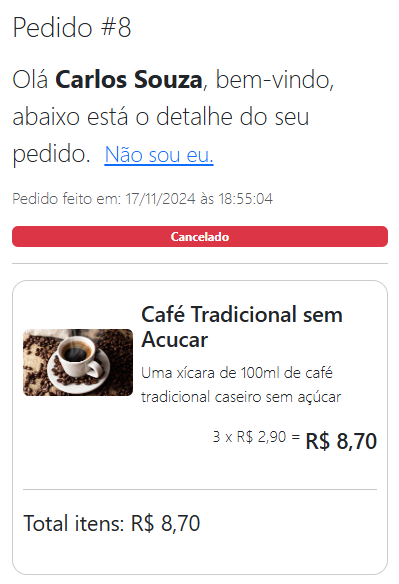 Pedido #8
Olá Carlos Souza, bem-vindo,
abaixo está o detalhe do seu
pedido. Não sou eu.
Pedido feito em: 17/11/2024 às 18:55:04
Cancelado
Café Tradicional sem
Acucar
Uma xícara de 100ml de café
tradicional caseiro sem açúcar
3 x R$ 2,90 = R$ 8,70
Total itens: R$ 8,70